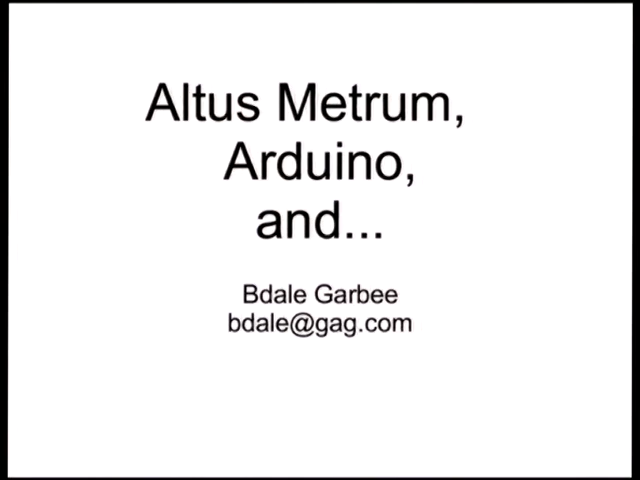 Altus Metrum,
Arduino,
and...
Bdale Garbee
bdale@gag.com